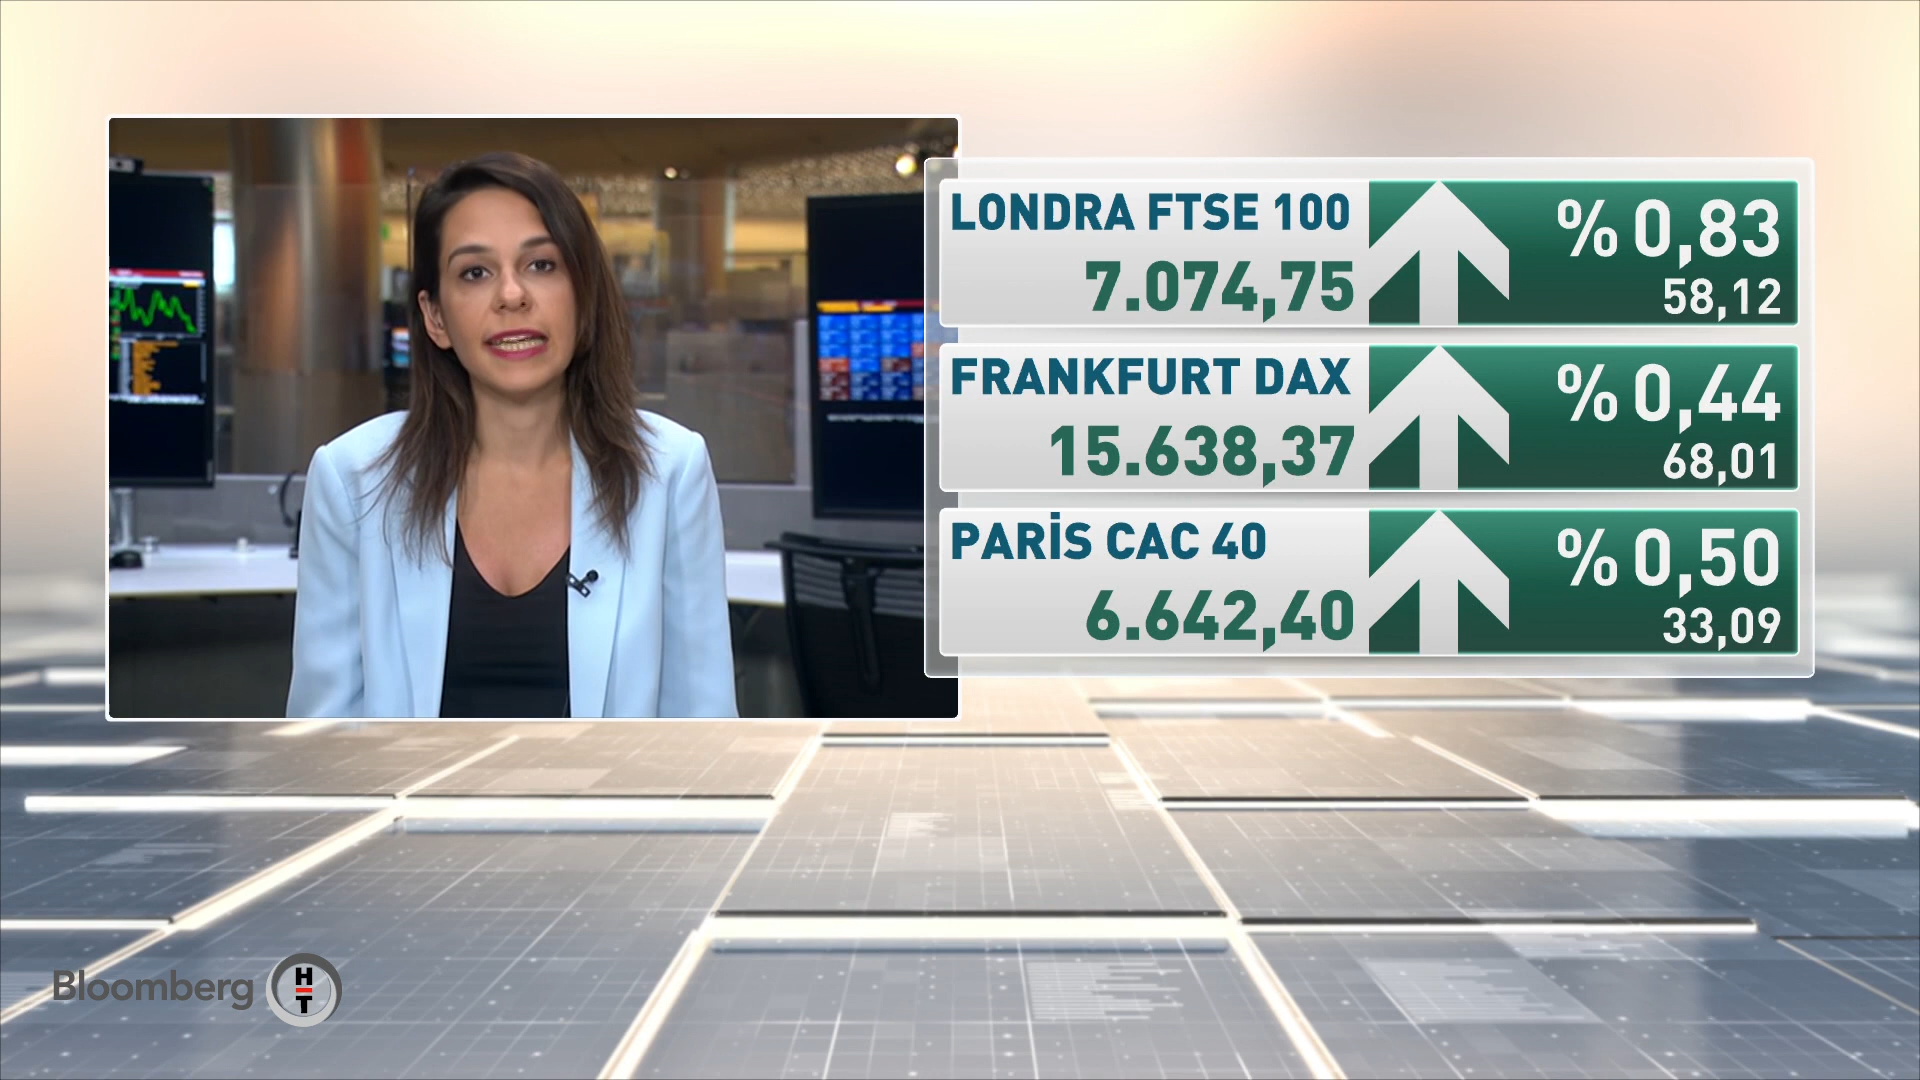 LONDRA FTSE 100
7.074,75
% 0,83
58,12
FRANKFURT DAX
15.638,37
% 0,44
68,01
PARİS CAC 40
6.642,40
% 0,50
33,09
Bloomberg HT